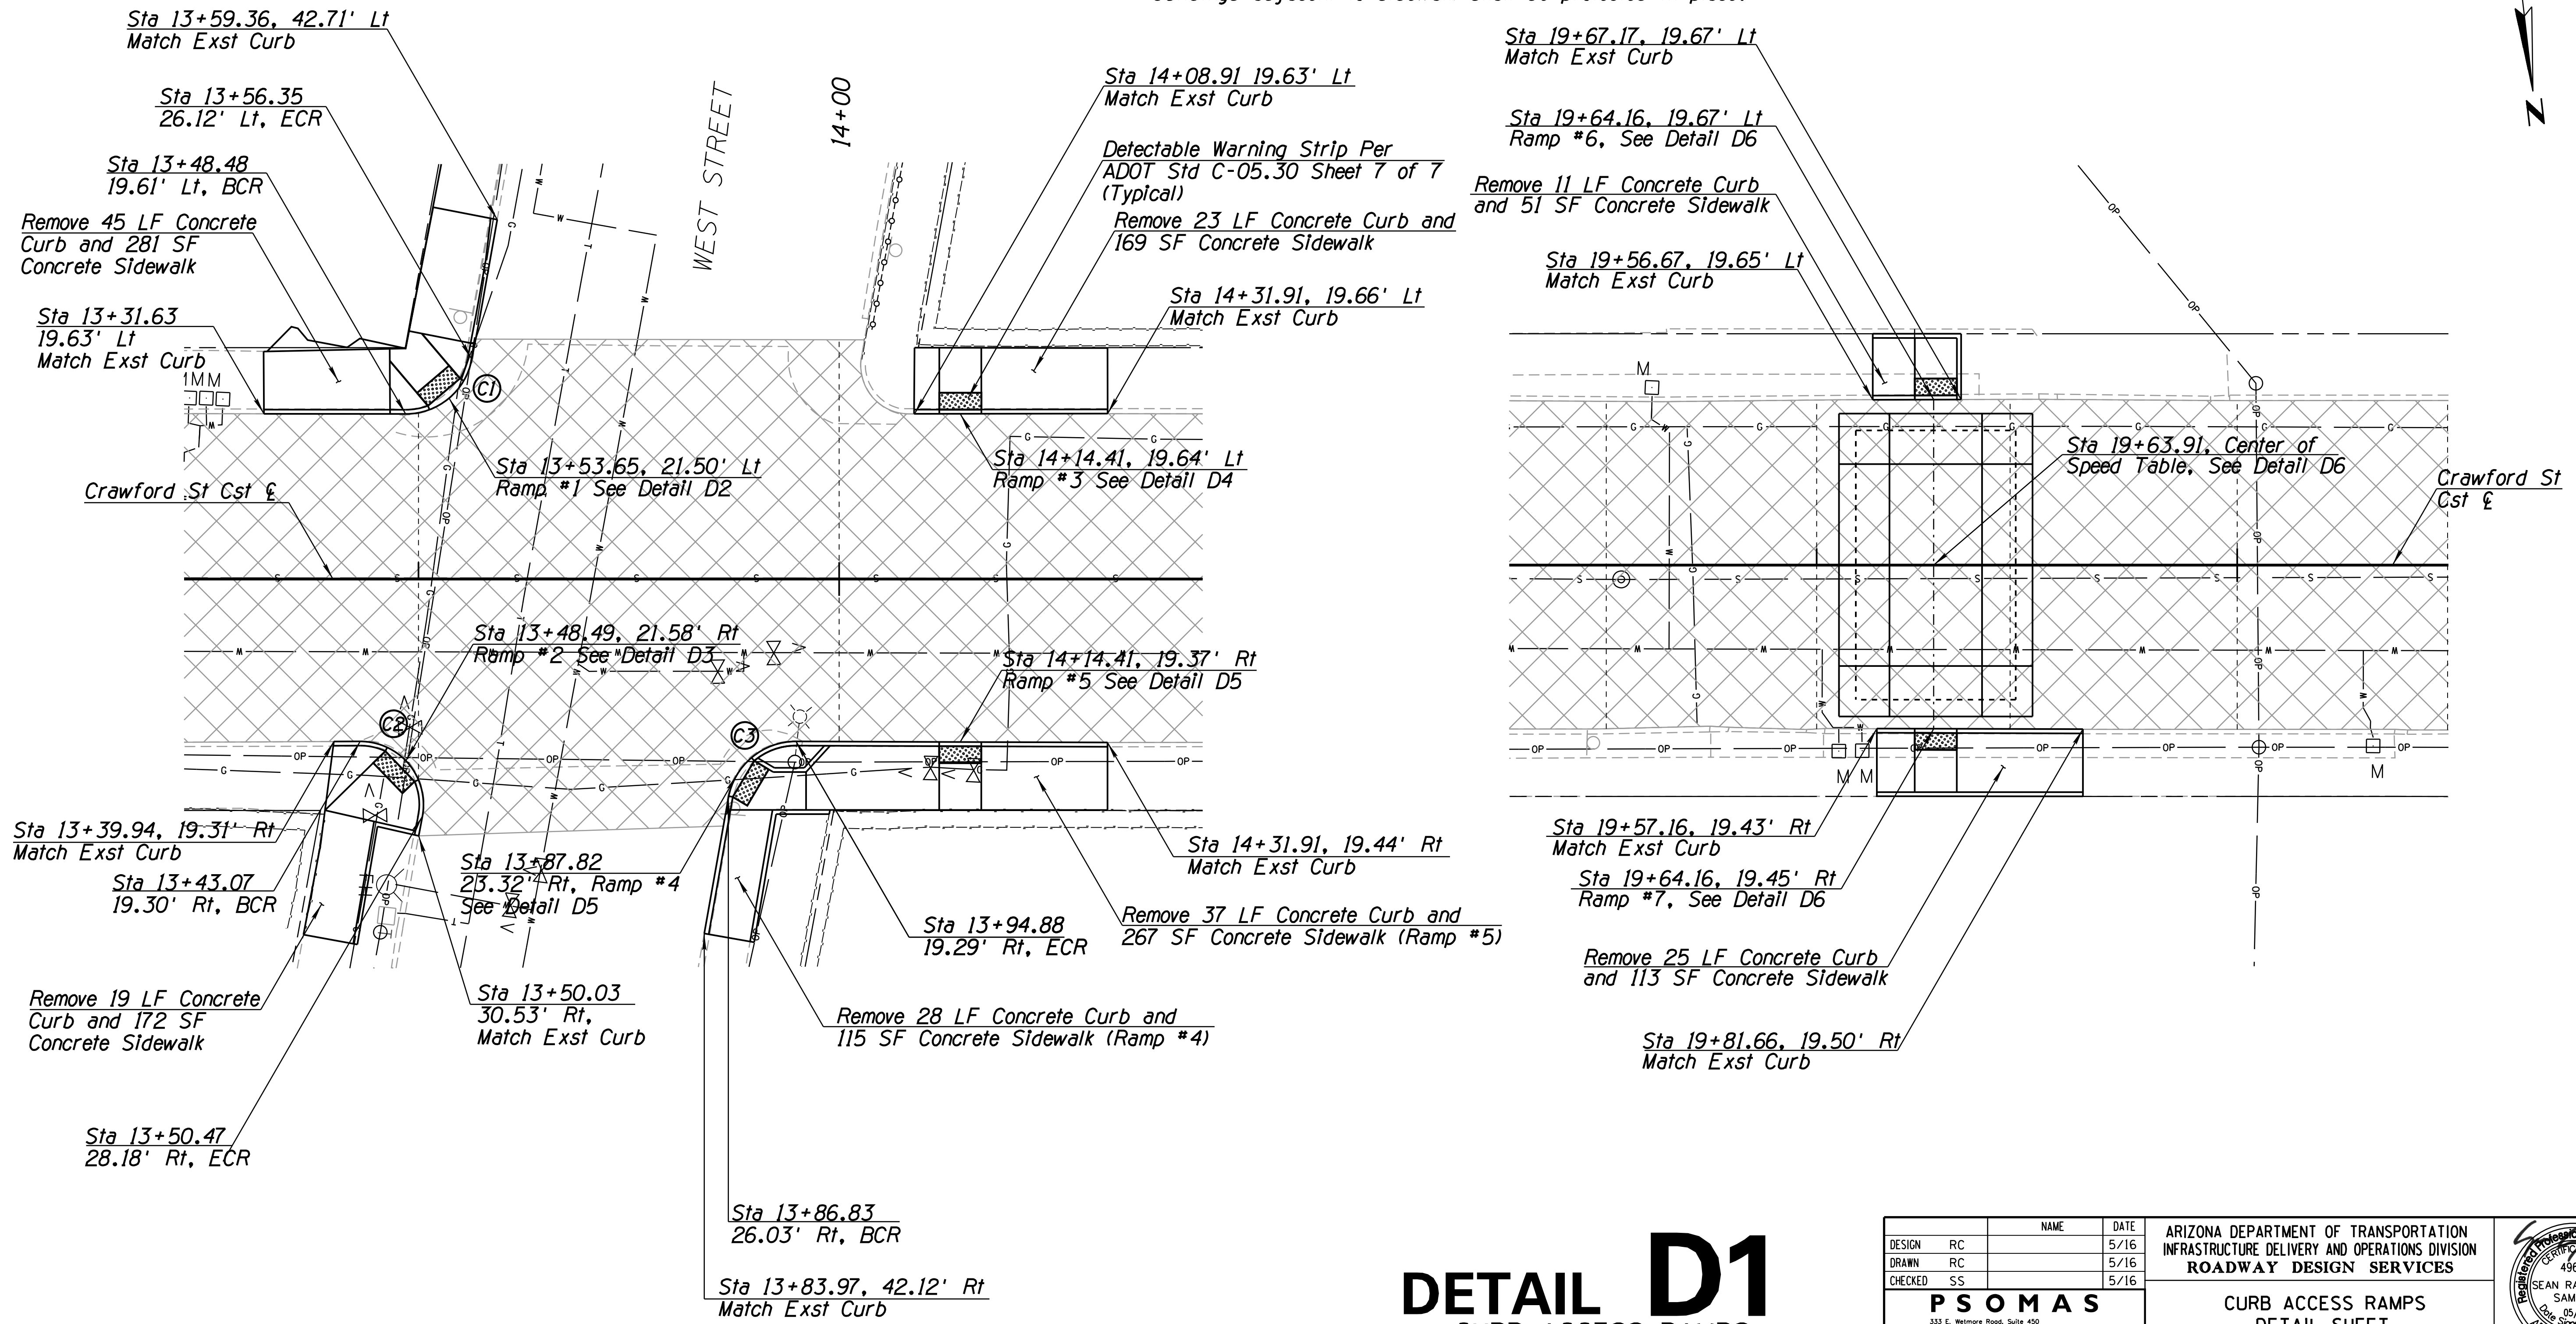 Sta 13+59.36, 42.71' Lt
Match Exst Curb
Sta 13+56.35
26.12' Lt, ECR
Sta 13+48.48
19.61' Lt, BCR
Remove 45 LF Concrete
Curb and 281 SF
Concrete Sidewalk
Sta 13+31.63
19.63' Lt
Match Exst Curb
Crawford St Cst ℄
WEST STREET
14+00
Sta 14+08.91 19.63' Lt
Match Exst Curb
Detectable Warning Strip Per
ADOT Std C-05.30 Sheet 7 of 7
(Typical)
Remove 23 LF Concrete Curb and
169 SF Concrete Sidewalk
Sta 14+31.91, 19.66' Lt
Match Exst Curb
C1
Sta 13+53.65, 21.50' Lt
Ramp #1 See Detail D2
Sta 14+14.41, 19.64' Lt
Ramp #3 See Detail D4
Sta 13+48.49, 21.58' Rt
Ramp #2 See Detail D3
Sta 14+14.41, 19.37' Rt
Ramp #5 See Detail D5
C2
C3
Sta 13+39.94, 19.31' Rt
Match Exst Curb
Sta 13+43.07
19.30' Rt, BCR
Sta 13+87.82
23.32' Rt, Ramp #4
See Detail D5
Sta 14+31.91, 19.44' Rt
Match Exst Curb
Sta 13+94.88
19.29' Rt, ECR
Remove 37 LF Concrete Curb and
267 SF Concrete Sidewalk (Ramp #5)
Remove 19 LF Concrete
Curb and 172 SF
Concrete Sidewalk
Sta 13+50.03
30.53' Rt,
Match Exst Curb
Remove 28 LF Concrete Curb and
115 SF Concrete Sidewalk (Ramp #4)
Sta 13+50.47
28.18' Rt, ECR
Sta 13+86.83
26.03' Rt, BCR
Sta 13+83.97, 42.12' Rt
Match Exst Curb
Sta 19+67.17, 19.67' Lt
Match Exst Curb
Sta 19+64.16, 19.67' Lt
Ramp #6, See Detail D6
Remove 11 LF Concrete Curb
and 51 SF Concrete Sidewalk
Sta 19+56.67, 19.65' Lt
Match Exst Curb
N
Sta 19+63.91, Center of
Speed Table, See Detail D6
Crawford St
Cst ℄
M
M M
M
Sta 19+57.16, 19.43' Rt
Match Exst Curb
Sta 19+64.16, 19.45' Rt
Ramp #7, See Detail D6
Remove 25 LF Concrete Curb
and 113 SF Concrete Sidewalk
Sta 19+81.66, 19.50' Rt
Match Exst Curb
DETAIL D1
CURB ACCESS RAMPS
NAME DATE
DESIGN RC 5/16
DRAWN RC 5/16
CHECKED SS 5/16
PSOMAS
333 E. Wetmore Road, Suite 450
ARIZONA DEPARTMENT OF TRANSPORTATION
INFRASTRUCTURE DELIVERY AND OPERATIONS DIVISION
ROADWAY DESIGN SERVICES
CURB ACCESS RAMPS
DETAIL SHEET